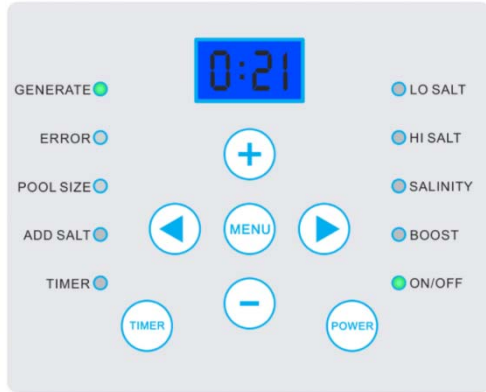 0:21
GENERATE
ERROR
POOL SIZE
ADD SALT
TIMER
LO SALT
HI SALT
SALINITY
BOOST
ON/OFF
+
MENU
−
TIMER
POWER